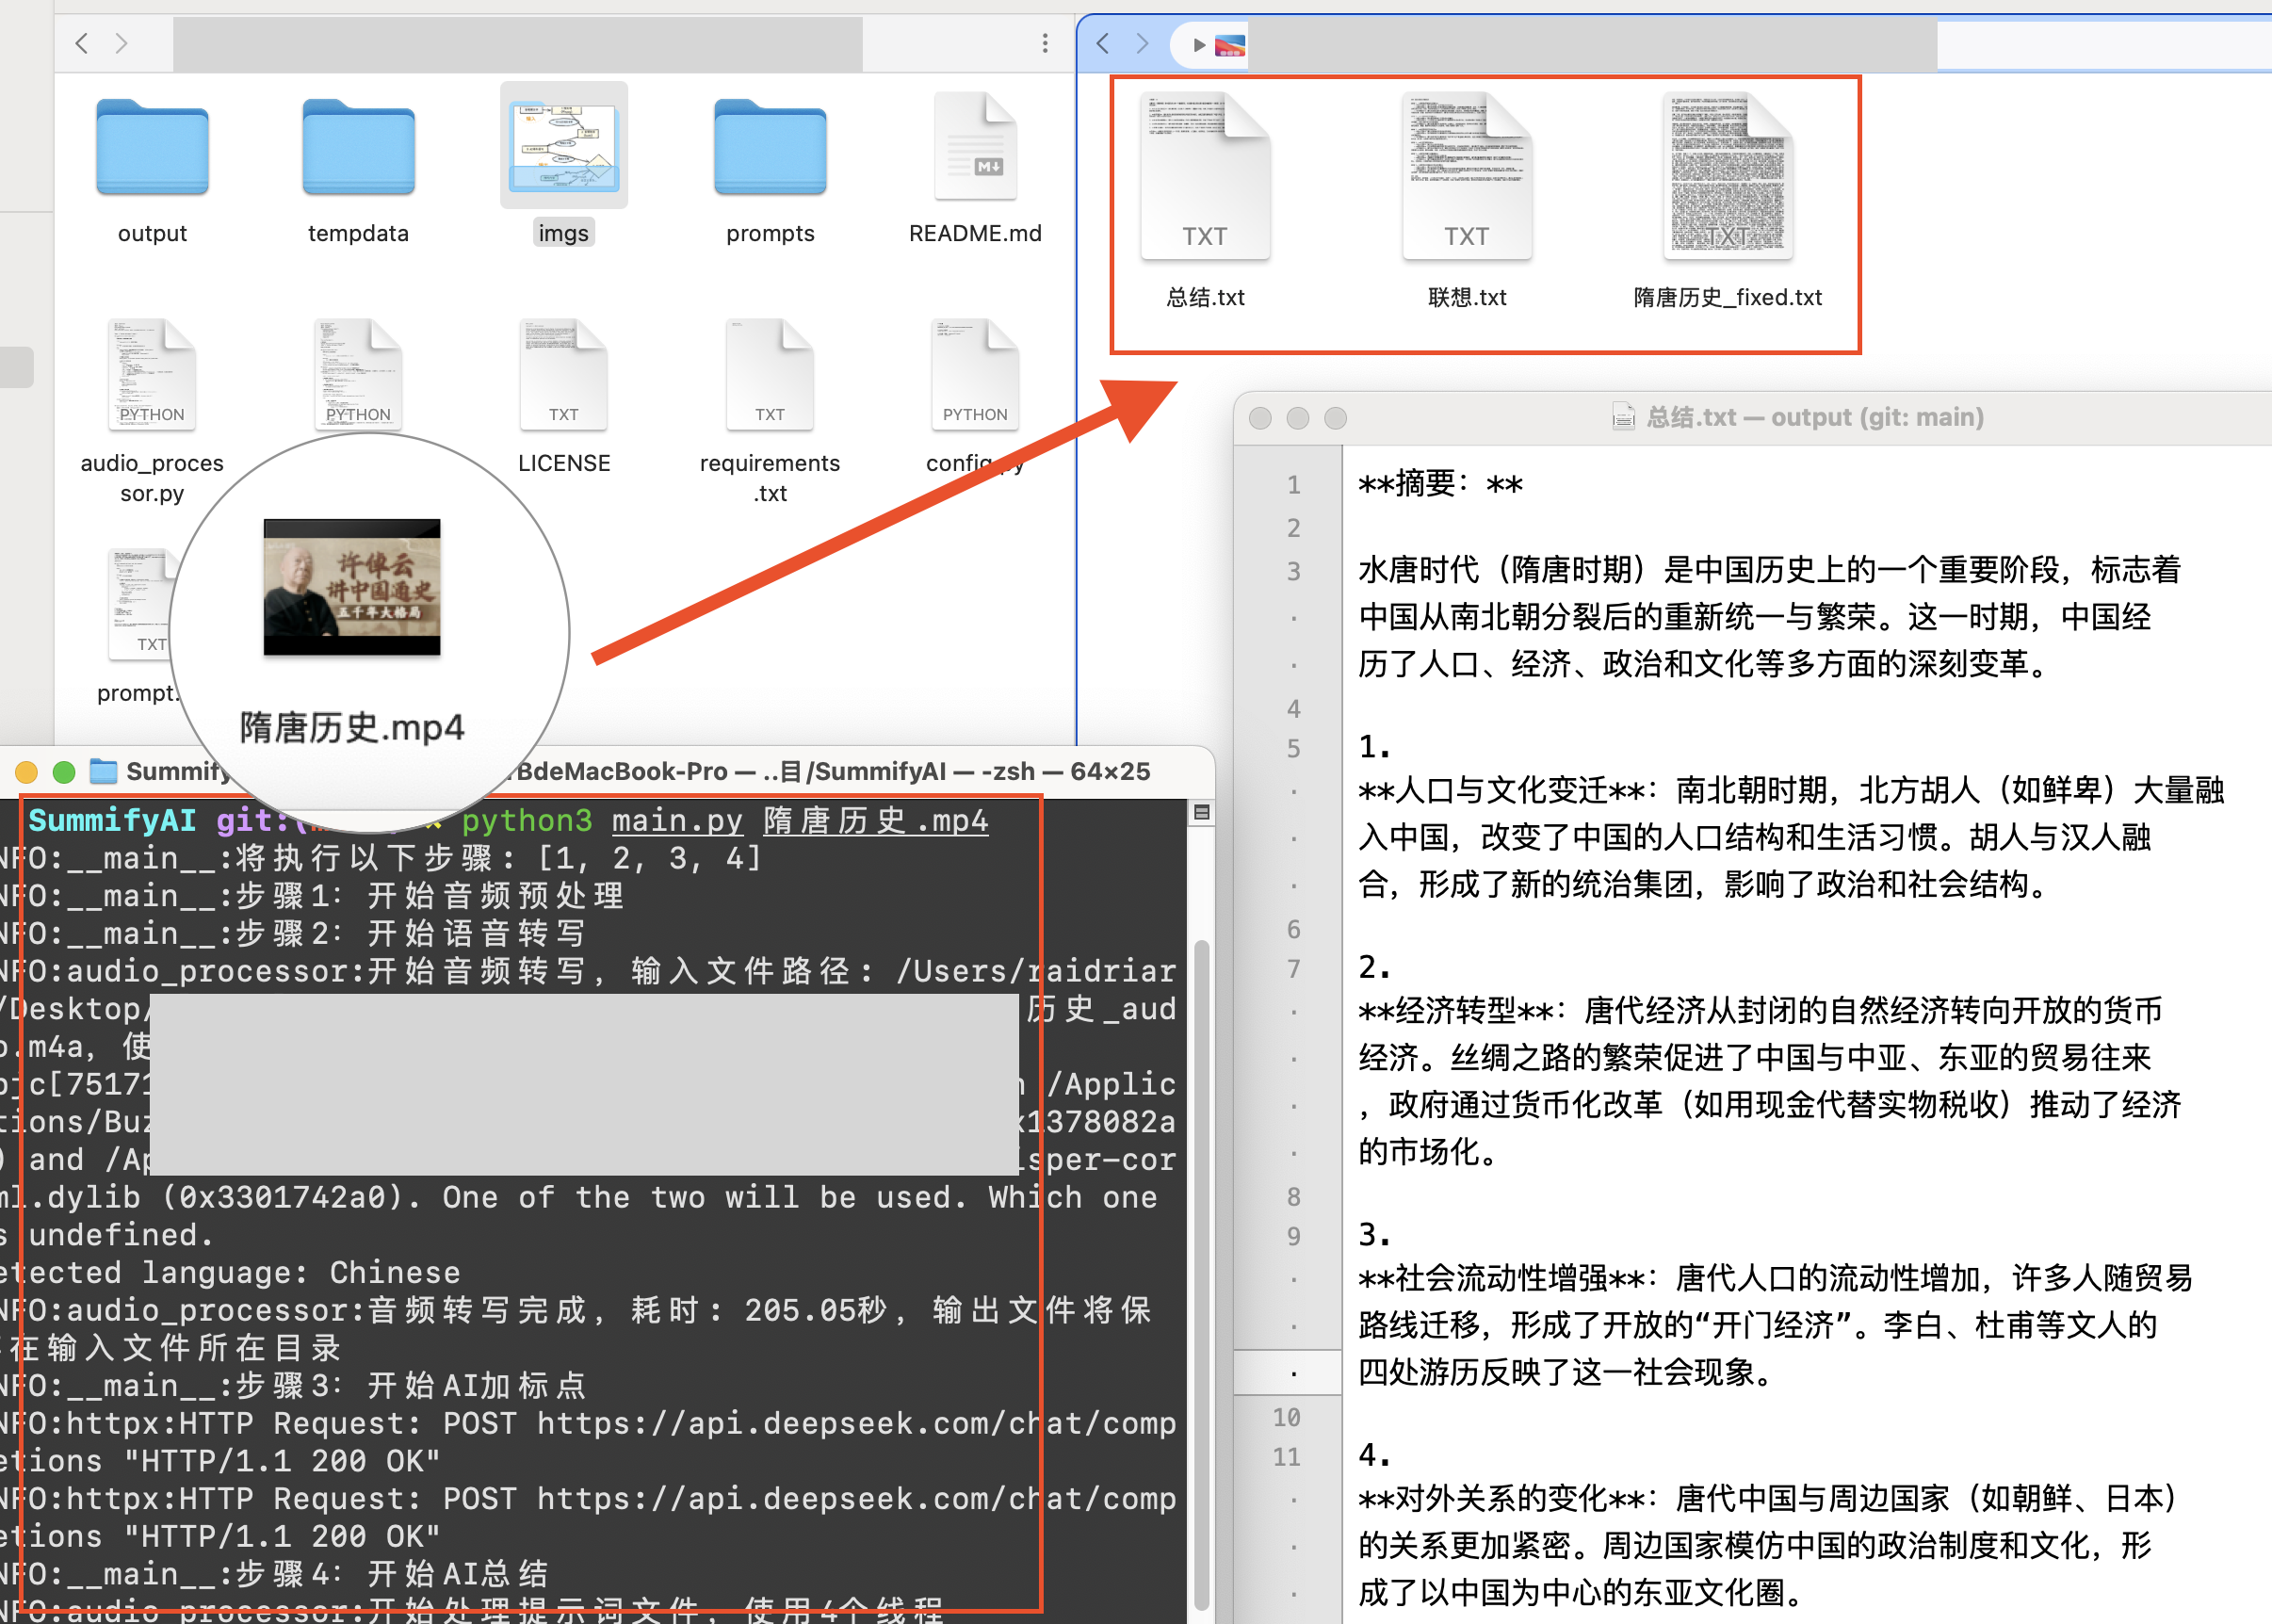 output
tempdata
imgs
prompts
README.md
PYTHON
PYTHON
TXT
TXT
PYTHON
audio_proces
sor.py
LICENSE
requirements
.txt
config.py
TXT
prompt.
许倬云
讲中国通史
五千年大格局
隋唐历史.mp4
TXT
TXT
TXT
总结.txt
联想.txt
隋唐历史_fixed.txt
Summify
BdeMacBook-Pro — ..目/SummifyAI — -zsh — 64×25
SummifyAI git:( python3 main.py 隋唐历史.mp4
NFO:__main__:将执行以下步骤: [1, 2, 3, 4]
NFO:__main__:步骤1: 开始音频预处理
NFO:__main__:步骤2: 开始语音转写
NFO:audio_processor:开始音频转写, 输入文件路径: /Users/raidriar
/Desktop/ 历史_aud
.m4a, 使
[7517 /Applic
tions/Bu 1378082a
) and /Ap sper-cor
ml.dylib (0x3301742a0). One of the two will be used. Which one
s undefined.
etected language: Chinese
NFO:audio_processor:音频转写完成, 耗时: 205.05秒, 输出文件将保
在输入文件所在目录
NFO:__main__:步骤3: 开始AI加标点
NFO:httpx:HTTP Request: POST https://api.deepseek.com/chat/comp
etions "HTTP/1.1 200 OK"
NFO:httpx:HTTP Request: POST https://api.deepseek.com/chat/comp
etions "HTTP/1.1 200 OK"
NFO:__main__:步骤4: 开始AI总结
NFO:audio_processor:开始处理提示词文件, 使用4个线程
总结.txt — output (git: main)
1 **摘要：**
2
3 水唐时代（隋唐时期）是中国历史上的一个重要阶段，标志着
中国从南北朝分裂后的重新统一与繁荣。这一时期，中国经
历了人口、经济、政治和文化等多方面的深刻变革。
4
5 1.
**人口与文化变迁**：南北朝时期，北方胡人（如鲜卑）大量融
入中国，改变了中国的人口结构和生活习惯。胡人与汉人融
合，形成了新的统治集团，影响了政治和社会结构。
6
7 2.
**经济转型**：唐代经济从封闭的自然经济转向开放的货币
经济。丝绸之路的繁荣促进了中国与中亚、东亚的贸易往来
，政府通过货币化改革（如用现金代替实物税收）推动了经济
的市场化。
8
9 3.
**社会流动性增强**：唐代人口的流动性增加，许多人随贸易
路线迁移，形成了开放的“开门经济”。李白、杜甫等文人的
四处游历反映了这一社会现象。
10
11 4.
**对外关系的变化**：唐代中国与周边国家（如朝鲜、日本）
的关系更加紧密。周边国家模仿中国的政治制度和文化，形
成了以中国为中心的东亚文化圈。